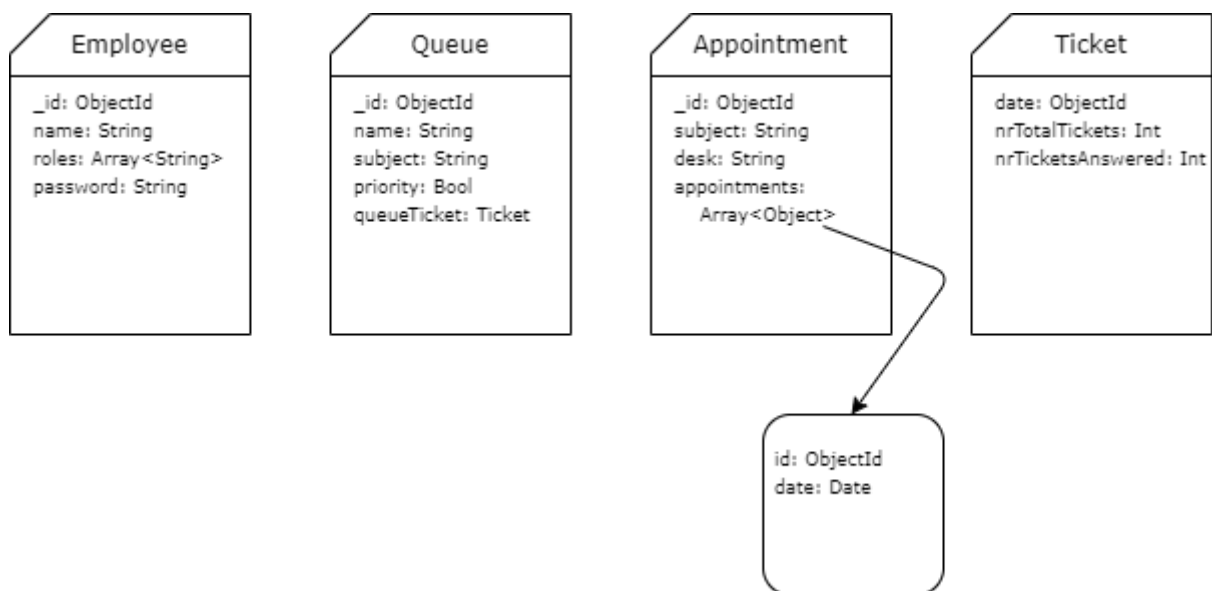 Employee
_id: ObjectId
name: String
roles: Array<String>
password: String
Queue
_id: ObjectId
name: String
subject: String
priority: Bool
queueTicket: Ticket
Appointment
_id: ObjectId
subject: String
desk: String
appointments:
Array<Object>
Ticket
date: ObjectId
nrTotalTickets: Int
nrTicketsAnswered: Int
id: ObjectId
date: Date